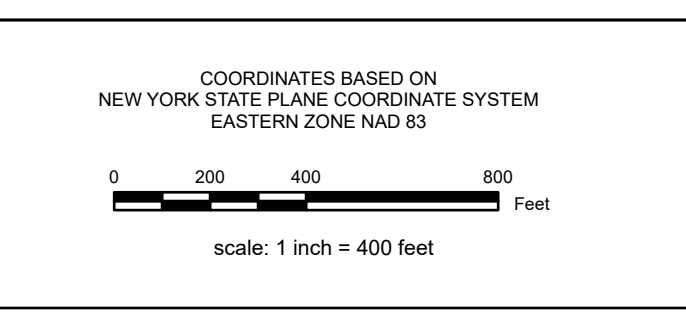 COORDINATES BASED ON
NEW YORK STATE PLANE COORDINATE SYSTEM
EASTERN ZONE NAD 83
0 200 400 800
Feet
scale: 1 inch = 400 feet